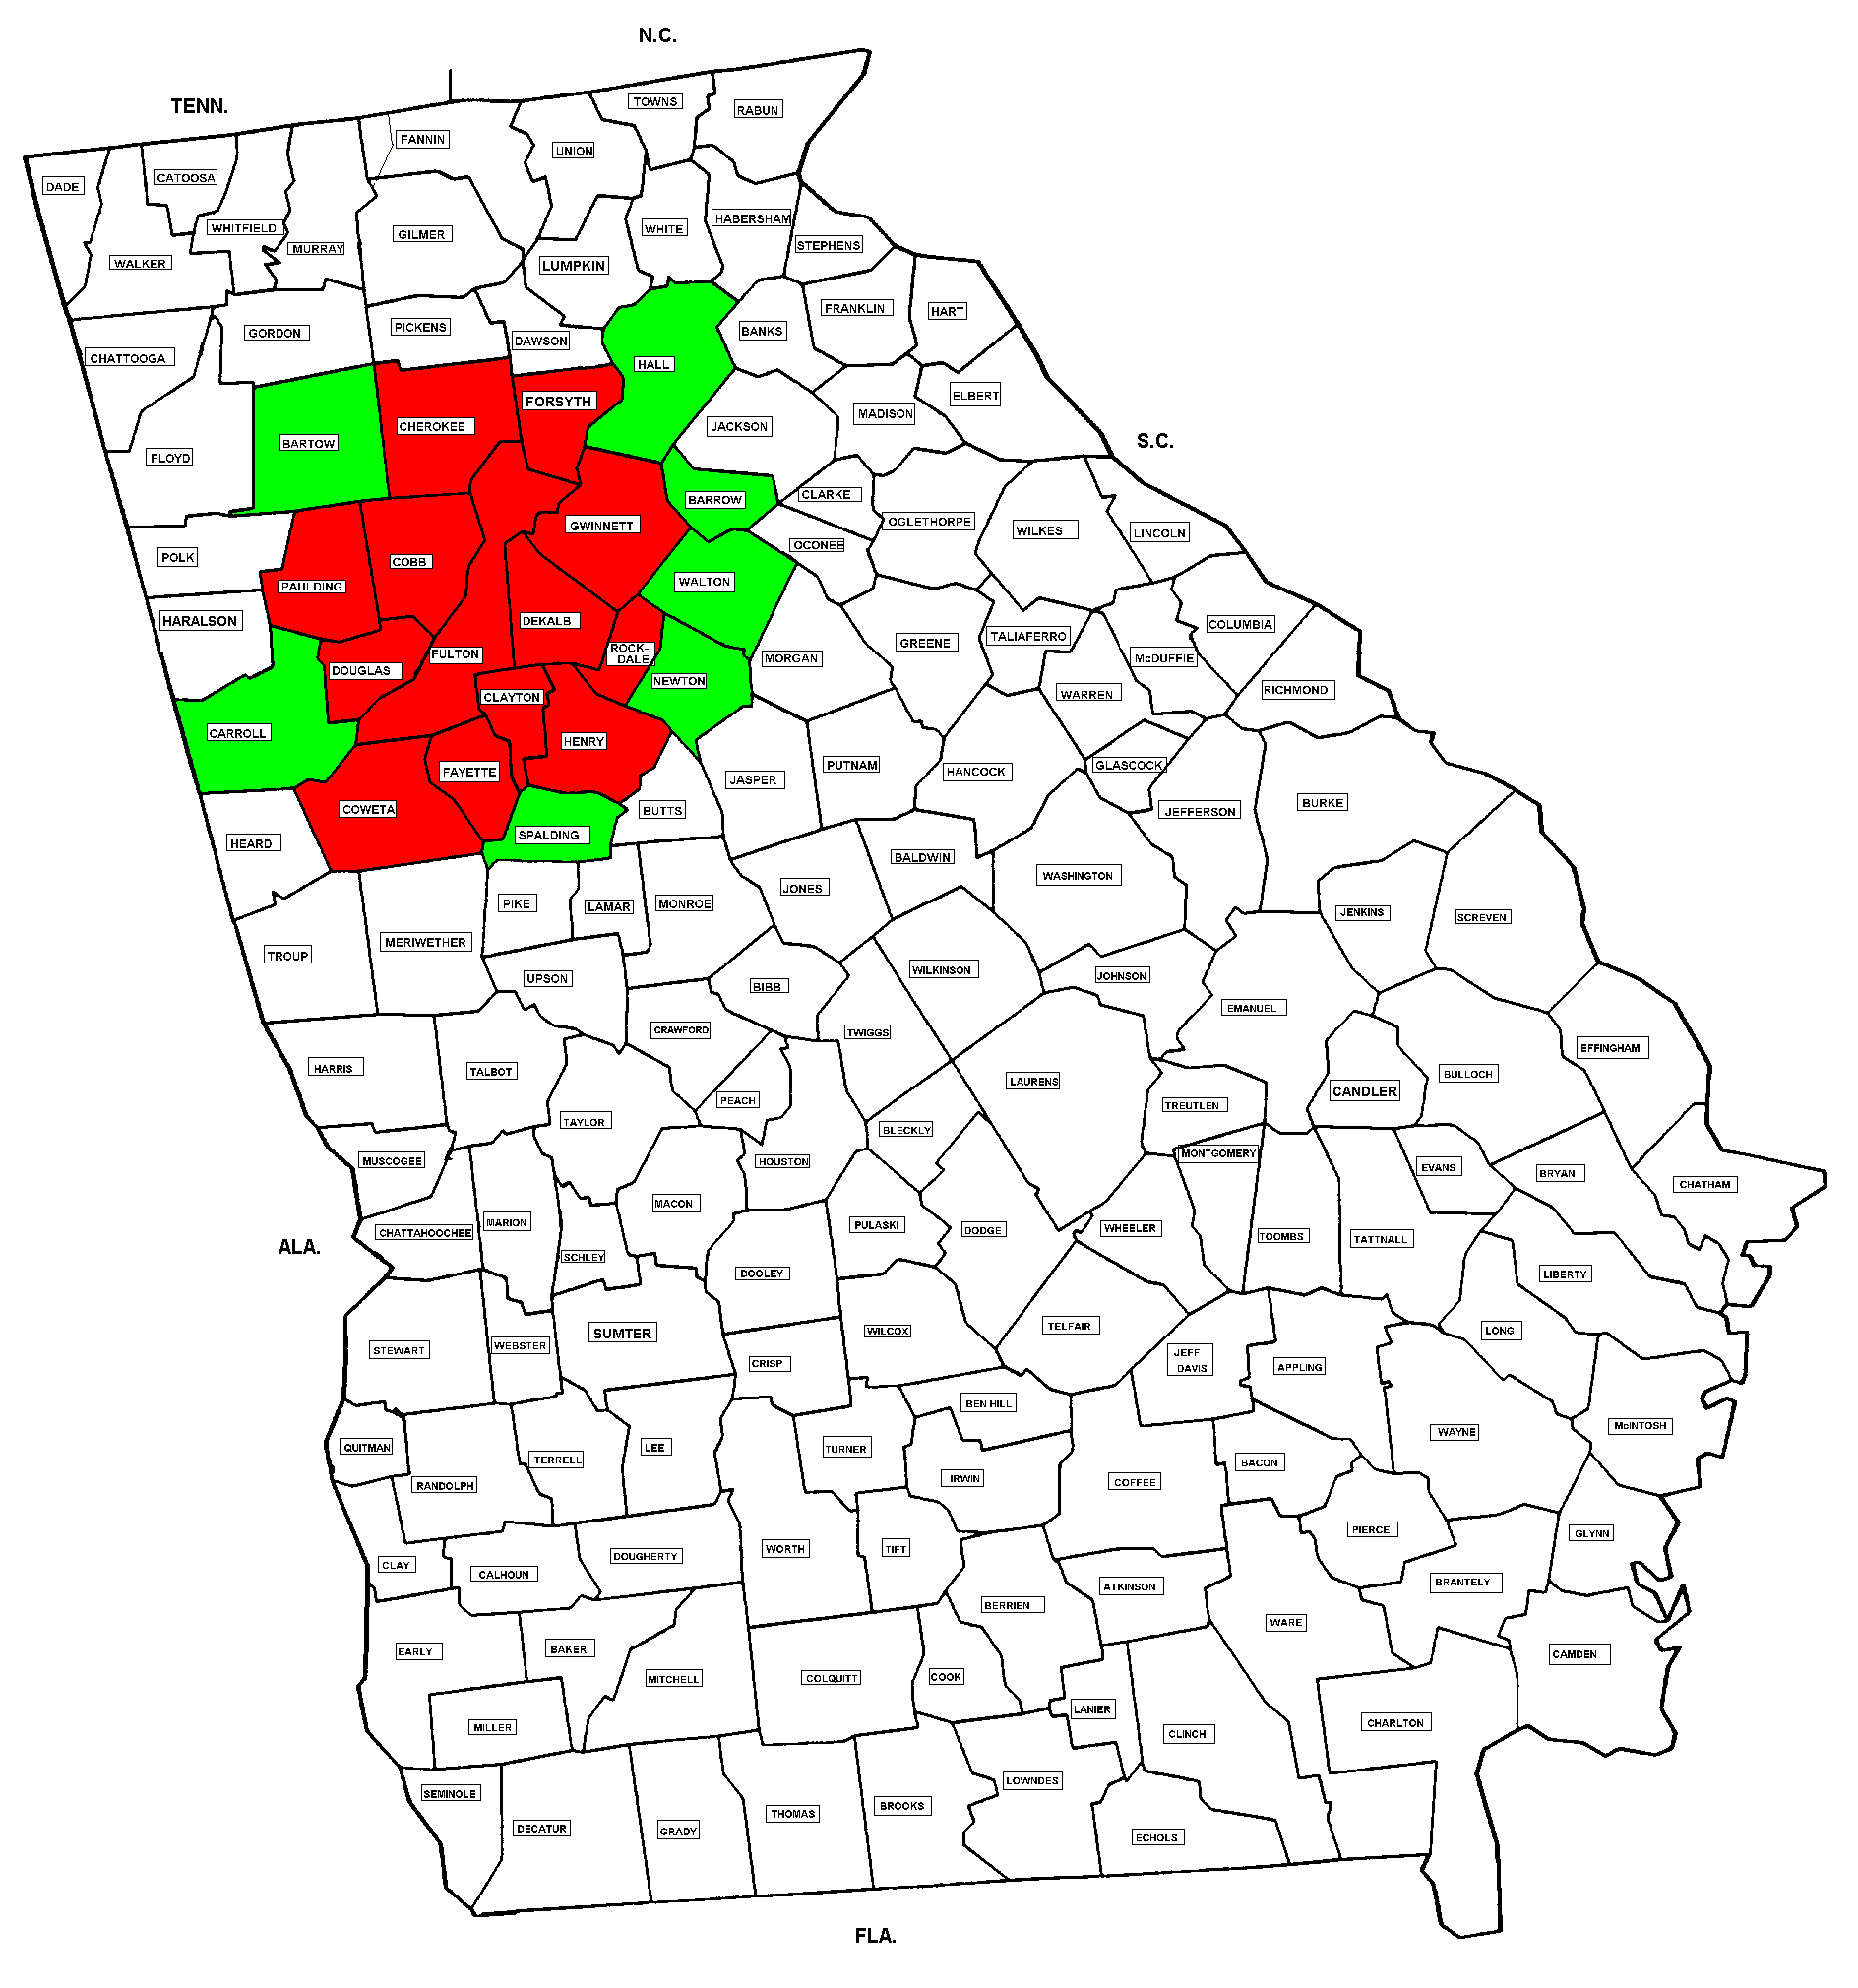 N.C.
TENN.
TOWNS
RABUN
FANNIN
UNION
CATOOSA
DADE
WHITFIELD
GILMER
WHITE
HABERSHAM
STEPHENS
MURRAY
WALKER
LUMPKIN
FRANKLIN
HART
GORDON
PICKENS
DAWSON
BANKS
CHATTOOGA
HALL
FORSYTH
ELBERT
MADISON
CHEROKEE
JACKSON
BARTOW
S.C.
FLOYD
BARROW
CLARKE
GWINNETT
OGLETHORPE
WILKES
LINCOLN
POLK
COBB
OCONEE
PAULDING
WALTON
HARALSON
DEKALB
COLUMBIA
GREENE
TALIAFERRO
FULTON
ROCK-
DALE
MORGAN
McDUFFIE
DOUGLAS
NEWTON
CLAYTON
WARREN
RICHMOND
CARROLL
HENRY
FAYETTE
JASPER
PUTNAM
HANCOCK
GLASCOCK
COWETA
BUTTS
JEFFERSON
BURKE
HEARD
SPALDING
BALDWIN
WASHINGTON
JONES
PIKE
LAMAR
MONROE
JENKINS
SCREVEN
TROUP
MERIWETHER
UPSON
BIBB
WILKINSON
JOHNSON
EMANUEL
CRAWFORD
TWIGGS
EFFINGHAM
HARRIS
TALBOT
LAURENS
BULLOCH
PEACH
CANDLER
TREUTLEN
TAYLOR
BLECKLY
MUSCOGEE
HOUSTON
MONTGOMERY
EVANS
BRYAN
CHATHAM
MACON
CHATTAHOOCHEE
MARION
PULASKI
DODGE
WHEELER
TOOMBS
TATTNALL
ALA.
SCHLEY
DOOLEY
LIBERTY
STEWART
WEBSTER
SUMTER
WILCOX
TELFAIR
LONG
CRISP
JEFF
DAVIS
APPLING
BEN HILL
QUITMAN
TERRELL
LEE
TURNER
WAYNE
McINTOSH
RANDOLPH
IRWIN
COFFEE
BACON
CLAY
CALHOUN
DOUGHERTY
WORTH
TIFT
PIERCE
GLYNN
ATKINSON
BRANTELY
BERRIEN
WARE
EARLY
BAKER
MITCHELL
COLQUITT
COOK
CAMDEN
MILLER
LANIER
CLINCH
CHARLTON
SEMINOLE
LOWNDES
DECATUR
GRADY
THOMAS
BROOKS
ECHOLS
FLA.